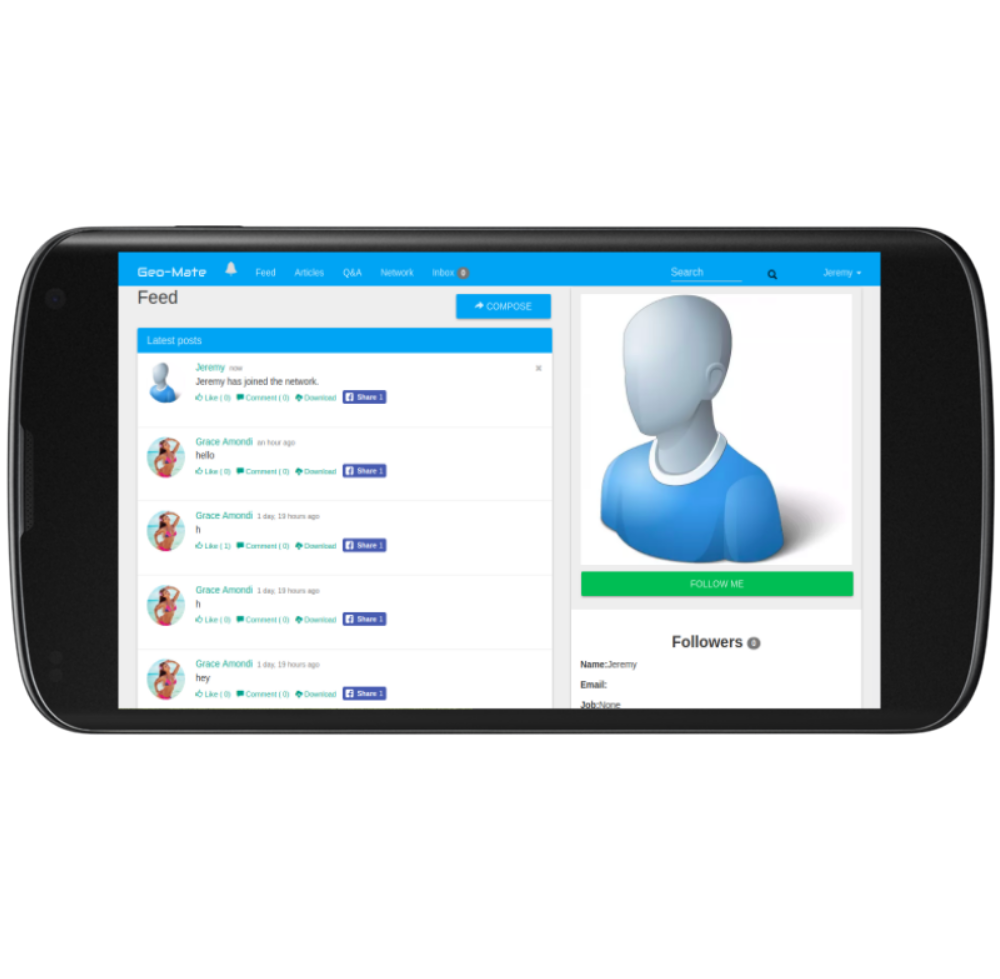 Geo-Mate Feed Articles Q&A Network Inbox 0 Search Jeremy
Feed
COMPOSE
Latest posts
Jeremy now
Jeremy has joined the network.
Like ( 0) Comment ( 0) Download Share 1
Grace Amondi an hour ago
hello
Like ( 0) Comment ( 0) Download Share 1
Grace Amondi 1 day, 19 hours ago
h
Like ( 1) Comment ( 0) Download Share 1
Grace Amondi 1 day, 19 hours ago
h
Like ( 0) Comment ( 0) Download Share 1
Grace Amondi 1 day, 19 hours ago
hey
Like ( 0) Comment ( 0) Download Share 1
FOLLOW ME
Followers 0
Name:Jeremy
Email:
Job:None